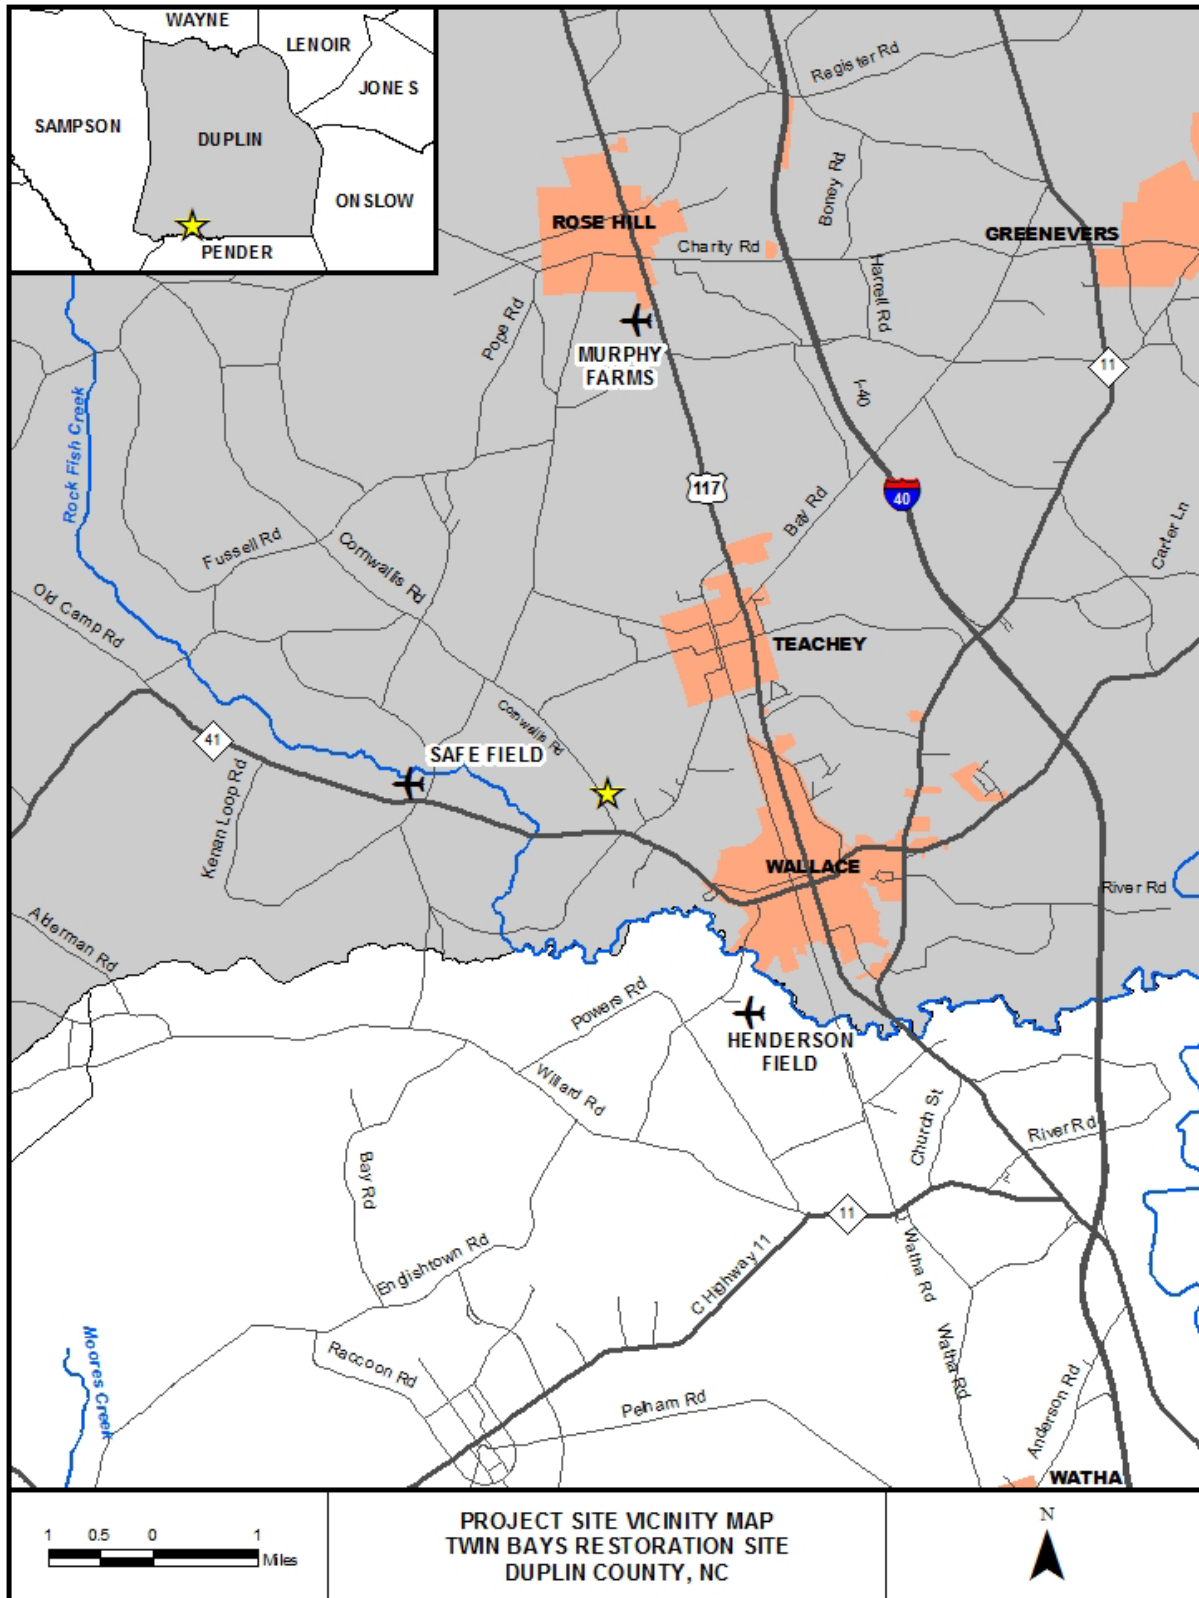 WAYNE
LENOIR
JONES
SAMPSON
DUPLIN
ONSLOW
PENDER
Register Rd
Boney Rd
ROSE HILL
GREENEVERS
Charity Rd
Harrell Rd
Pope Rd
MURPHY
FARMS
11
I-40
Rock Fish Creek
117
40
Bay Rd
Carter Ln
Fussell Rd
Cornwallis Rd
Old Camp Rd
TEACHEY
Cornwallis Rd
41
SAFE FIELD
Kenan Loop Rd
WALLACE
River Rd
Alderman Rd
Powers Rd
HENDERSON
FIELD
Willard Rd
Church St
River Rd
Bay Rd
11
Englishtown Rd
C Highway 11
Watha Rd
Moores Creek
Raccoon Rd
Watha Rd
Pelham Rd
Anderson Rd
WATHA
1 0.5 0 1
Miles
PROJECT SITE VICINITY MAP
TWIN BAYS RESTORATION SITE
DUPLIN COUNTY, NC
N